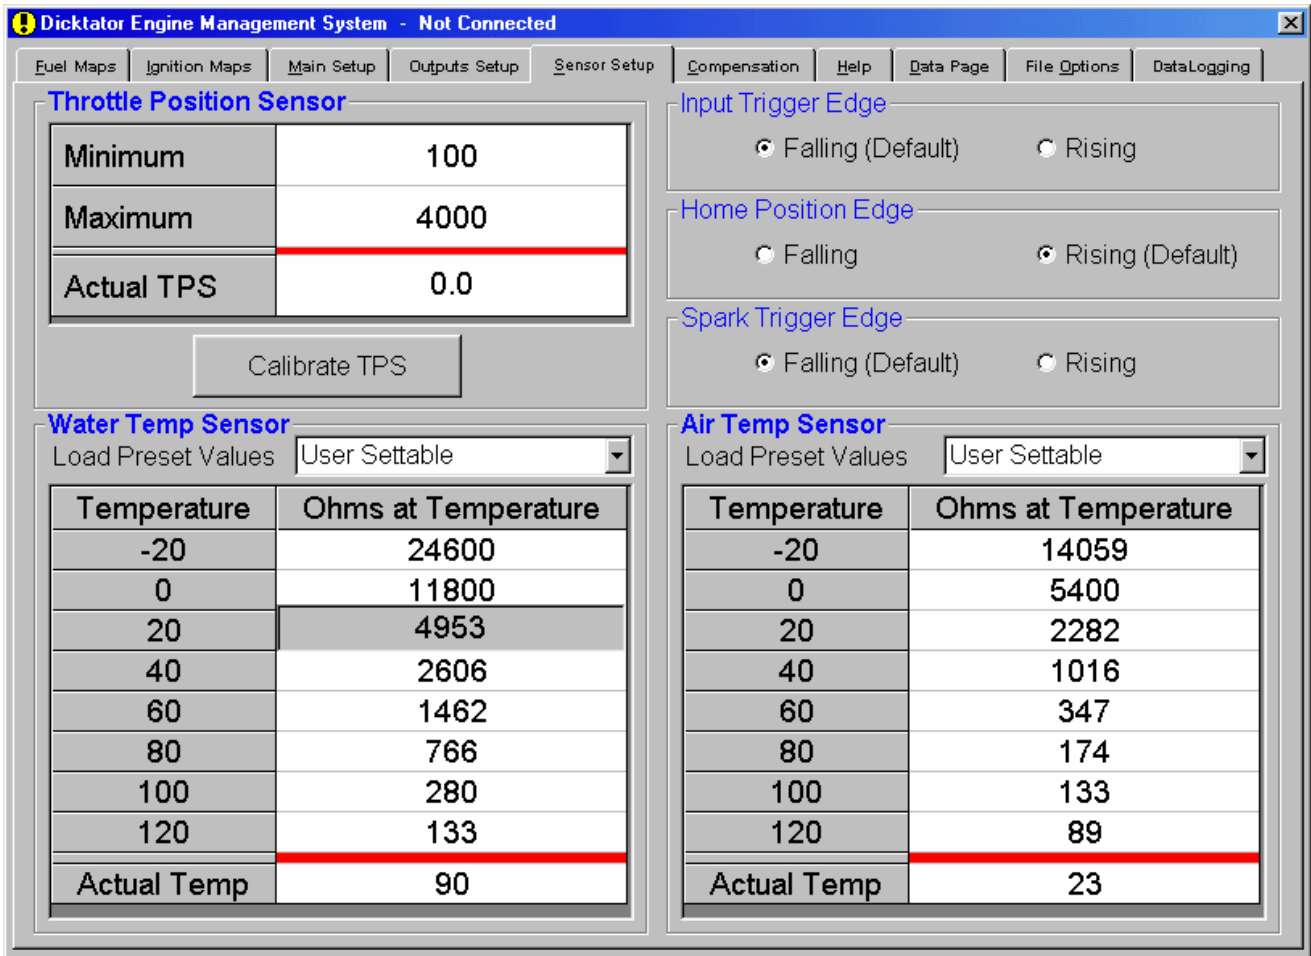 Dicktator Engine Management System - Not Connected
Fuel Maps Ignition Maps Main Setup Outputs Setup Sensor Setup Compensation Help Data Page File Options DataLogging
Throttle Position Sensor
Minimum 100
Maximum 4000
Actual TPS 0.0
Calibrate TPS
Input Trigger Edge
Falling (Default) Rising
Home Position Edge
Falling Rising (Default)
Spark Trigger Edge
Falling (Default) Rising
Water Temp Sensor
Load Preset Values User Settable
Temperature Ohms at Temperature
-20 24600
0 11800
20 4953
40 2606
60 1462
80 766
100 280
120 133
Actual Temp 90
Air Temp Sensor
Load Preset Values User Settable
Temperature Ohms at Temperature
-20 14059
0 5400
20 2282
40 1016
60 347
80 174
100 133
120 89
Actual Temp 23